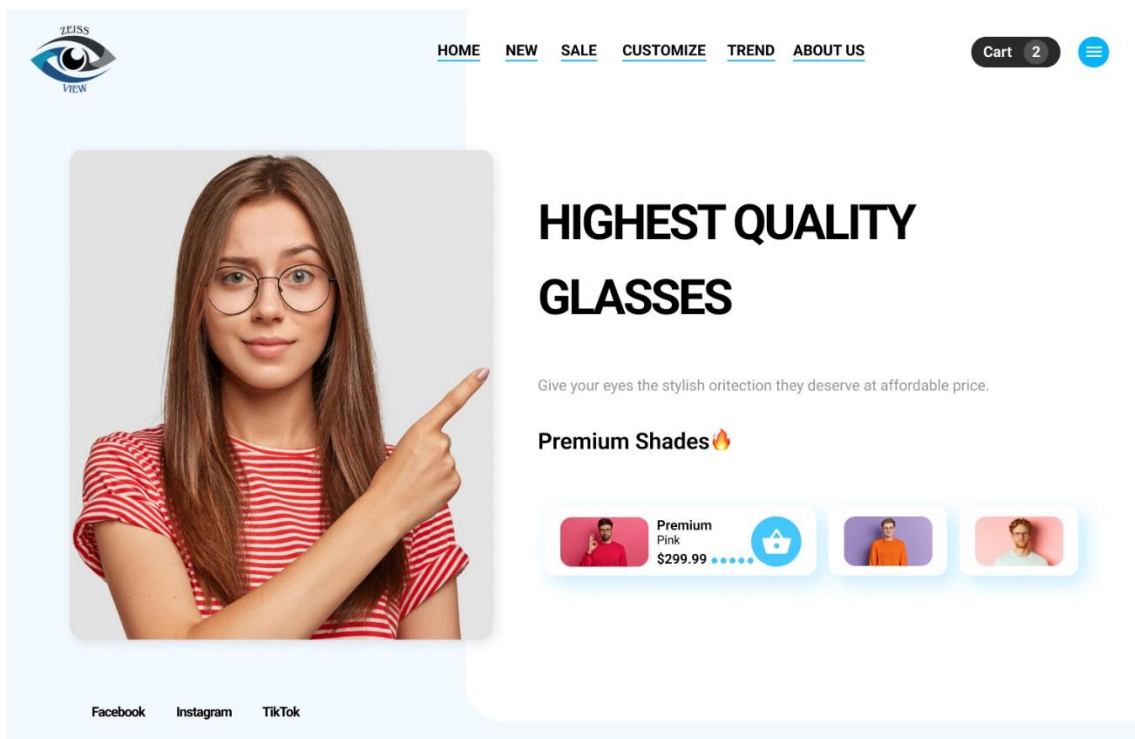 ZEISS
VIEW
HOME NEW SALE CUSTOMIZE TREND ABOUT US
Cart 2
HIGHEST QUALITY
GLASSES
Give your eyes the stylish oritection they deserve at affordable price.
Premium Shades🔥
Premium
Pink
$299.99
Facebook Instagram TikTok